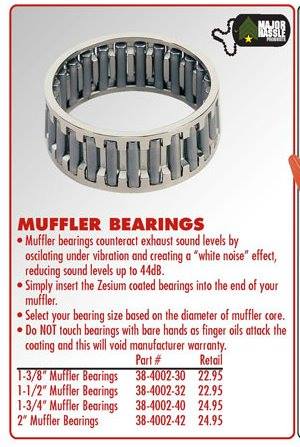 MAJOR
HASSLE
PRODUCTS
MUFFLER BEARINGS
• Muffler bearings counteract exhaust sound levels by
oscilating under vibration and creating a “white noise” effect,
reducing sound levels up to 44dB.
• Simply insert the Zesium coated bearings into the end of your
muffler.
• Select your bearing size based on the diameter of muffler core.
• Do NOT touch bearings with bare hands as finger oils attack the
coating and this will void manufacturer warranty.
Part # Retail
1-3/8” Muffler Bearings 38-4002-30 22.95
1-1/2” Muffler Bearings 38-4002-32 22.95
1-3/4” Muffler Bearings 38-4002-40 24.95
2” Muffler Bearings 38-4002-42 24.95